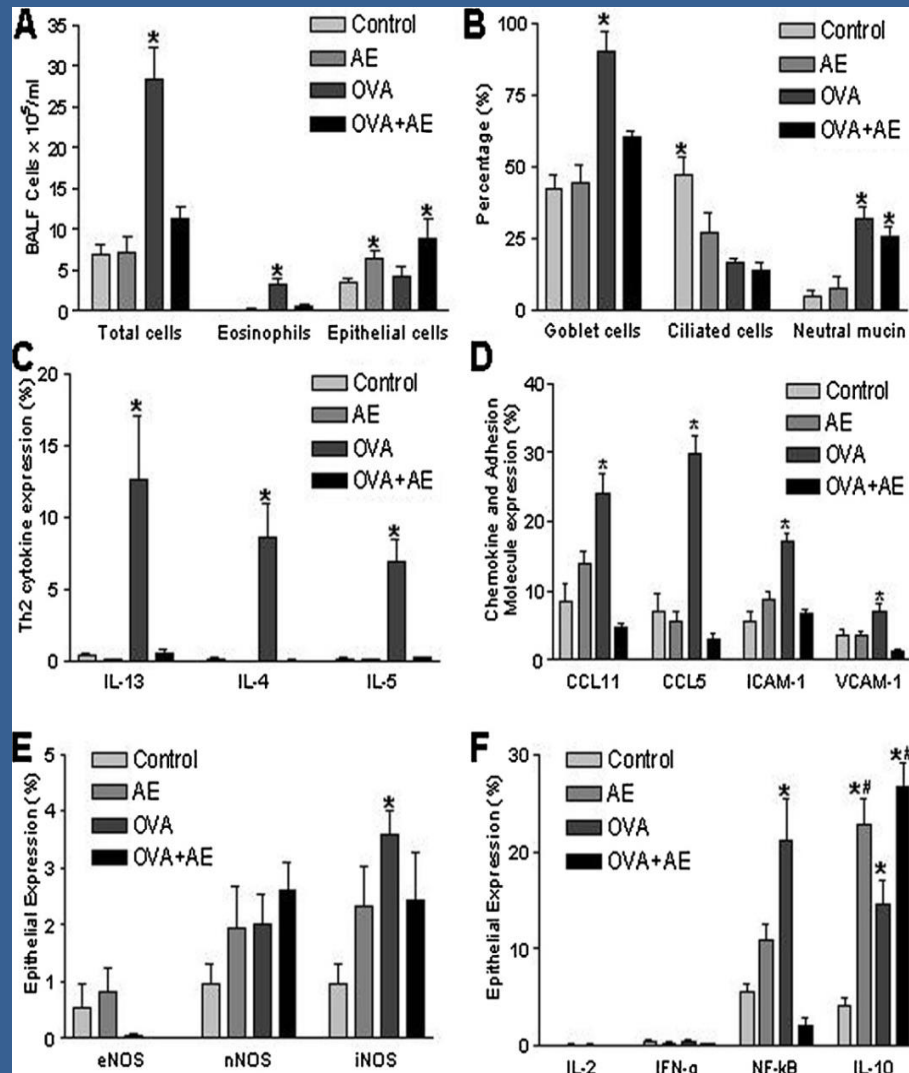 A
BALF Cells × 10⁵/ml
35
30
25
20
15
10
5
0
*
*
*
*
Control
AE
OVA
OVA+AE
Total cells Eosinophils Epithelial cells
B
Percentage (%)
100
75
50
25
0
*
*
*
*
Control
AE
OVA
OVA+AE
Goblet cells Ciliated cells Neutral mucin
C
Th2 cytokine expression (%)
20
15
10
5
0
*
*
*
Control
AE
OVA
OVA+AE
IL-13 IL-4 IL-5
D
Chemokine and Adhesion
Molecule expression (%)
40
30
20
10
0
*
*
*
*
Control
AE
OVA
OVA+AE
CCL11 CCL5 ICAM-1 VCAM-1
E
Epithelial Expression (%)
5
4
3
2
1
0
*
Control
AE
OVA
OVA+AE
eNOS nNOS iNOS
F
Epithelial Expression (%)
30
20
10
0
*
*#
*
*#
Control
AE
OVA
OVA+AE
IL-2 IFN-g NF-kB IL-10